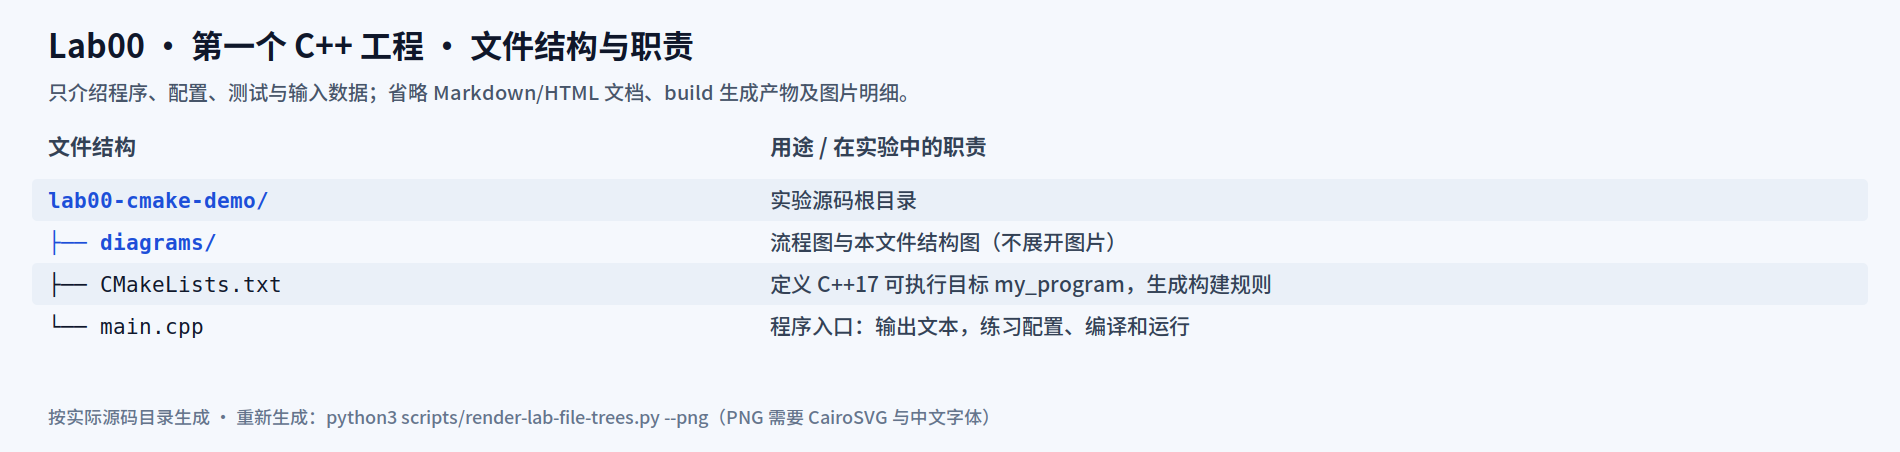 Lab00 · 第一个 C++ 工程 · 文件结构与职责
只介绍程序、配置、测试与输入数据；省略 Markdown/HTML 文档、build 生成产物及图片明细。
文件结构 用途 / 在实验中的职责
lab00-cmake-demo/ 实验源码根目录
├── diagrams/ 流程图与本文件结构图（不展开图片）
├── CMakeLists.txt 定义 C++17 可执行目标 my_program，生成构建规则
└── main.cpp 程序入口：输出文本，练习配置、编译和运行
按实际源码目录生成 · 重新生成：python3 scripts/render-lab-file-trees.py --png（PNG 需要 CairoSVG 与中文字体）